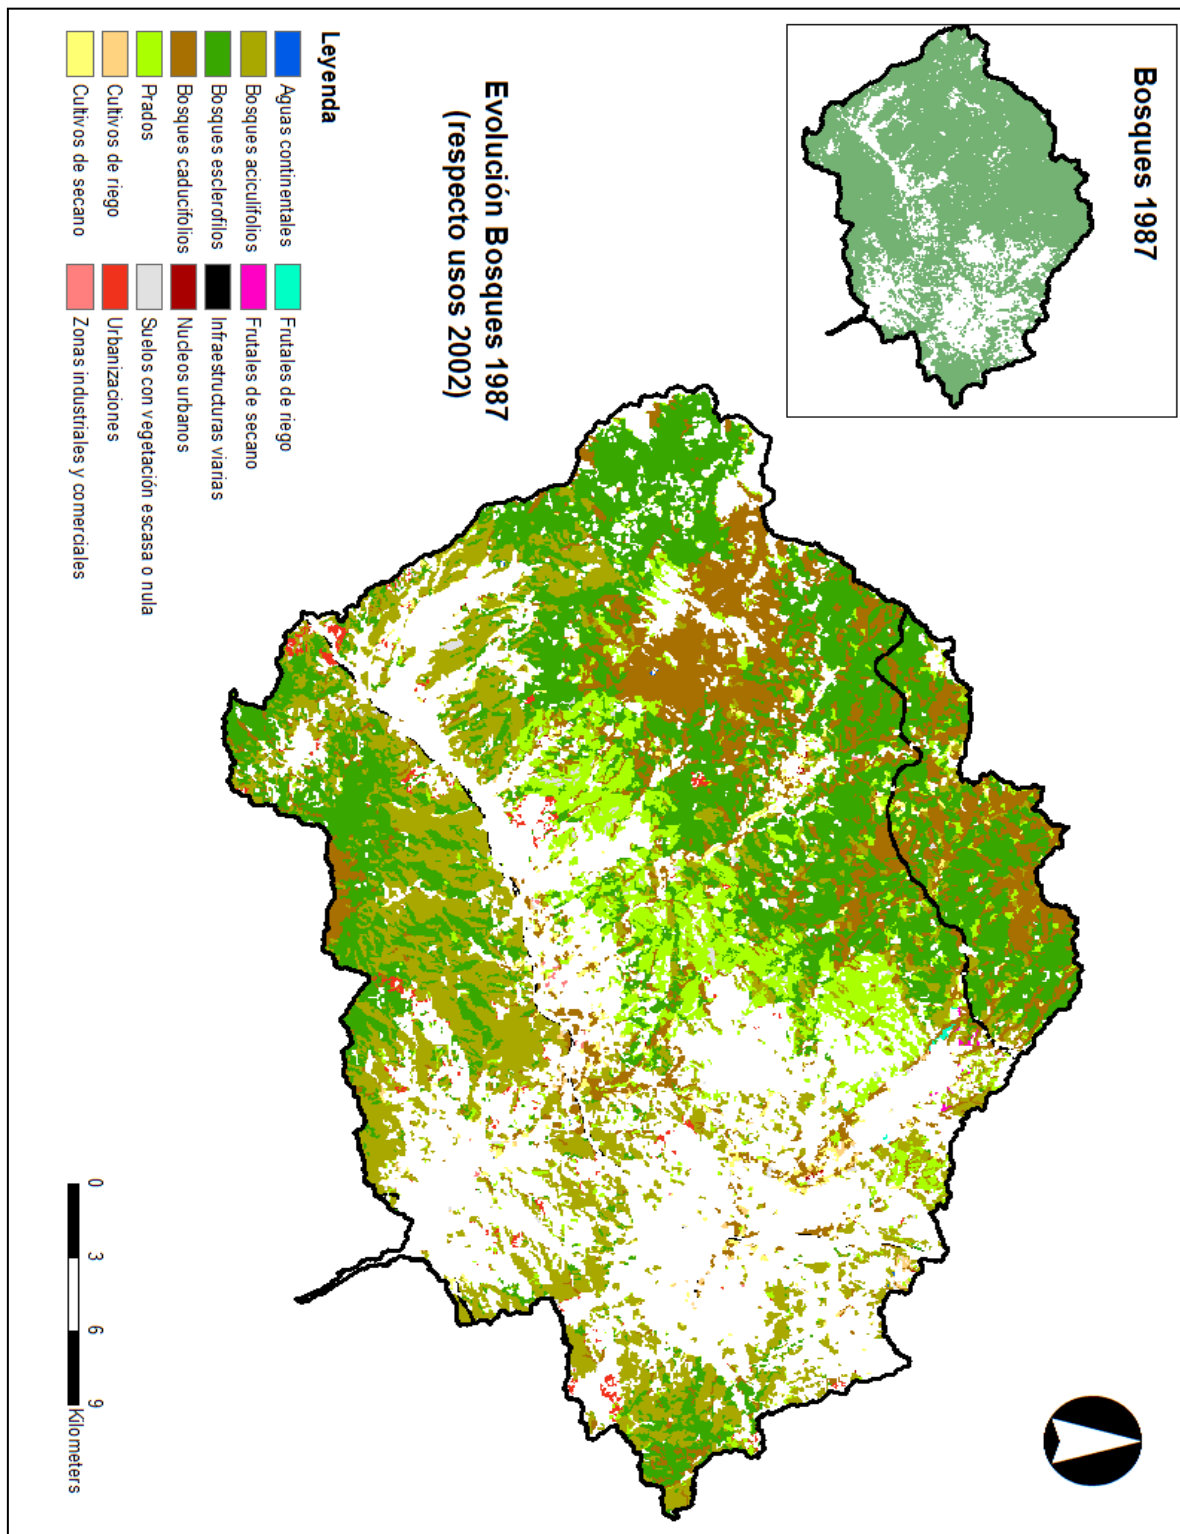 Bosques 1987
Evolución Bosques 1987
(respecto usos 2002)
Leyenda
Aguas continentales
Bosques aciculifolios
Bosques esclerofilos
Bosques caducifolios
Prados
Cultivos de riego
Cultivos de secano
Frutales de riego
Frutales de secano
Infraestructuras viarias
Nucleos urbanos
Suelos con vegetación escasa o nula
Urbanizaciones
Zonas industriales y comerciales
0 3 6 9
Kilometers